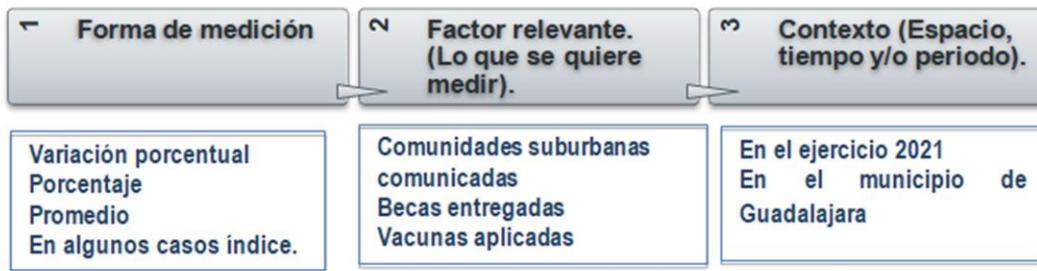 1
Forma de medición
2
Factor relevante.
(Lo que se quiere
medir).
3
Contexto (Espacio,
tiempo y/o periodo).
Variación porcentual
Porcentaje
Promedio
En algunos casos índice.
Comunidades suburbanas
comunicadas
Becas entregadas
Vacunas aplicadas
En el ejercicio 2021
En el municipio de
Guadalajara